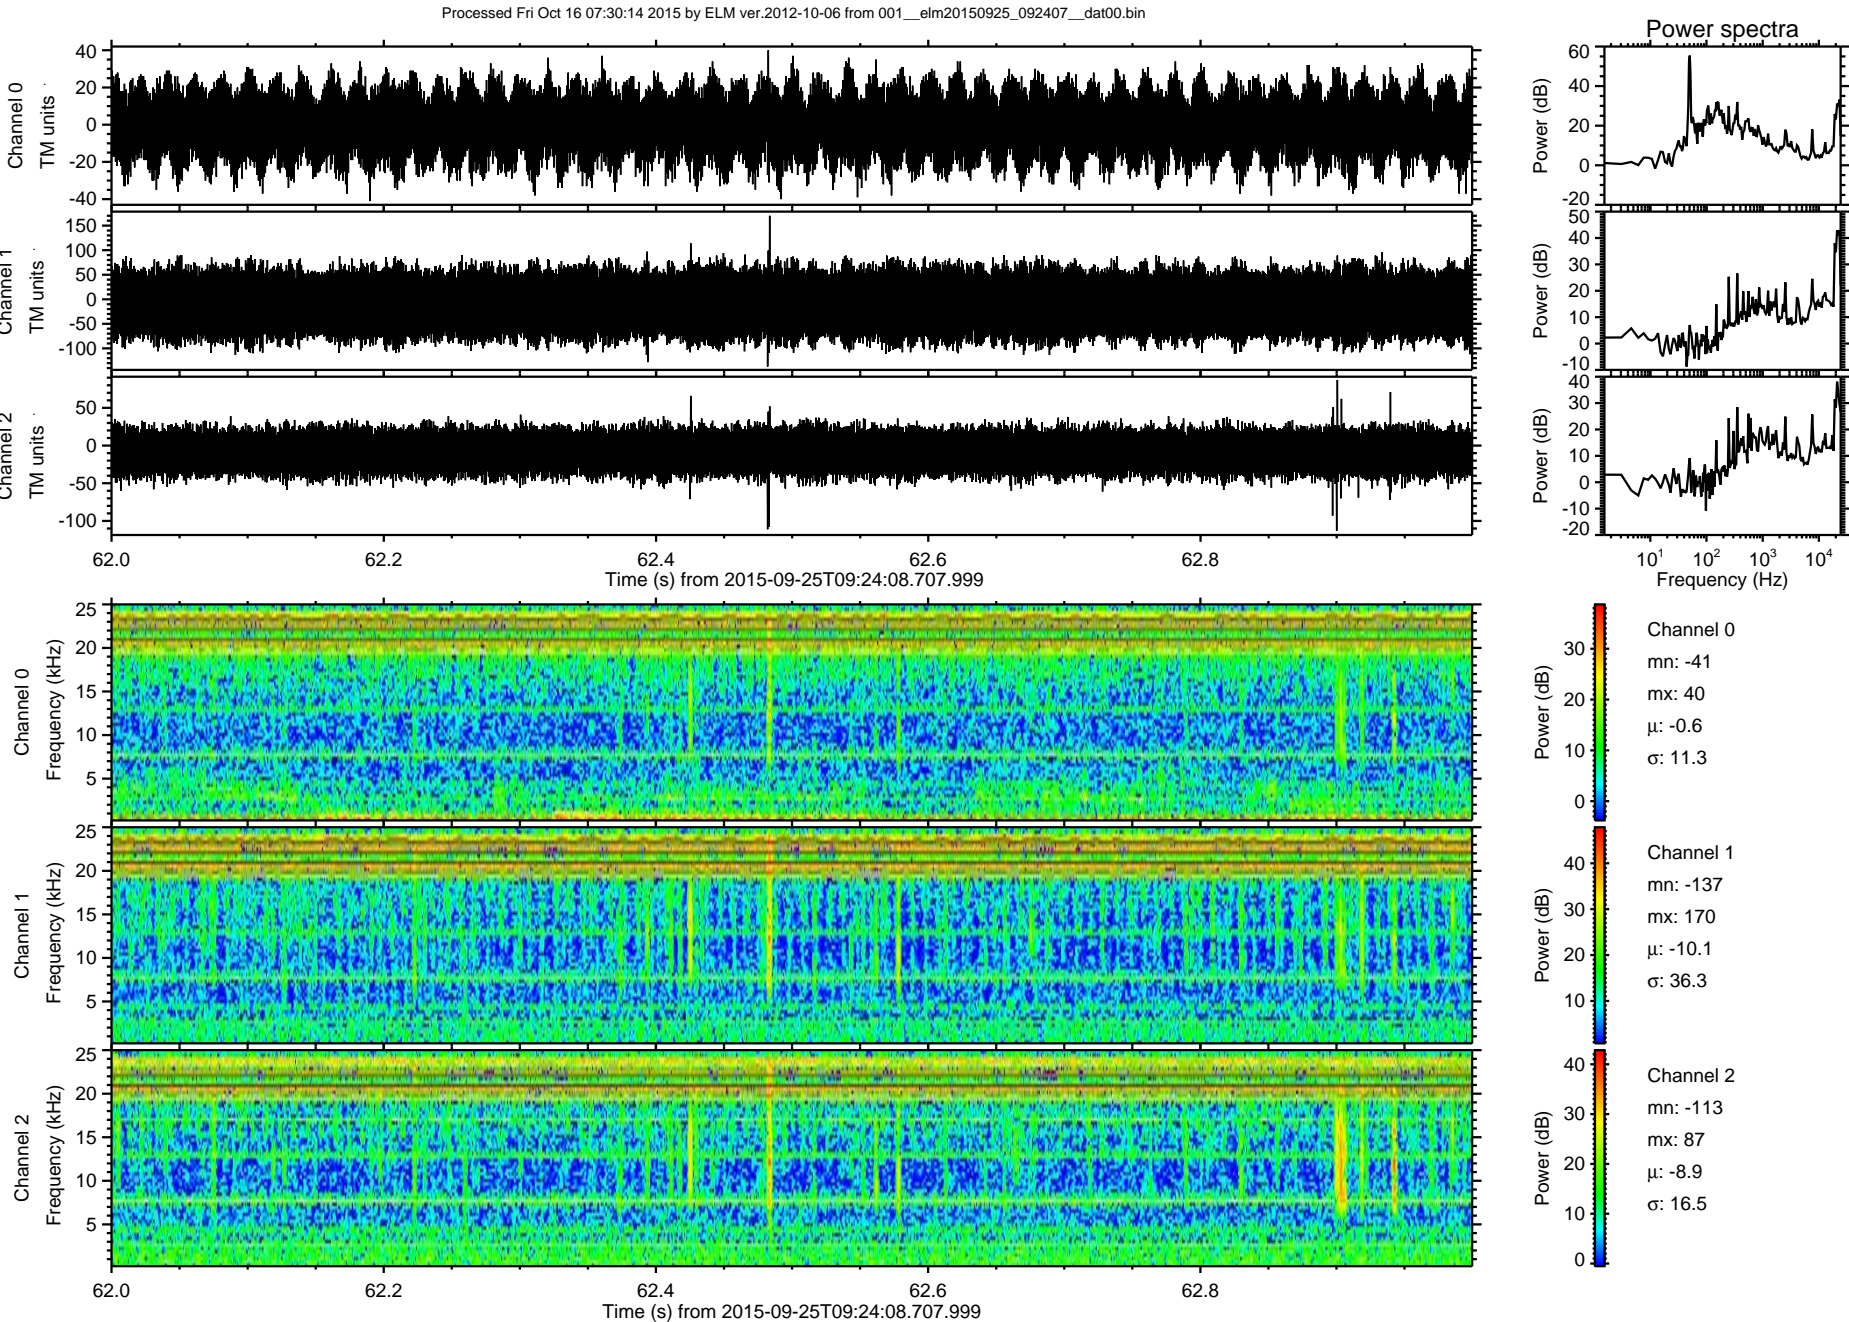 Processed Fri Oct 16 07:30:14 2015 by ELM ver.2012-10-06 from 001__elm20150925_092407__dat00.bin
Power spectra
Channel 0
TM units
40
20
0
-20
-40
Power (dB)
60
40
20
0
-20
Channel 1
TM units
150
100
50
0
-50
-100
Power (dB)
50
40
30
20
10
0
-10
Channel 2
TM units
50
0
-50
-100
Power (dB)
40
30
20
10
0
-10
-20
62.0 62.2 62.4 62.6 62.8
Time (s) from 2015-09-25T09:24:08.707.999
10^1 10^2 10^3 10^4
Frequency (Hz)
Channel 0
Frequency (kHz)
25
20
15
10
5
Power (dB)
30
20
10
0
Channel 0
mn: -41
mx: 40
μ: -0.6
σ: 11.3
Channel 1
Frequency (kHz)
25
20
15
10
5
Power (dB)
40
30
20
10
Channel 1
mn: -137
mx: 170
μ: -10.1
σ: 36.3
Channel 2
Frequency (kHz)
25
20
15
10
5
Power (dB)
40
30
20
10
0
Channel 2
mn: -113
mx: 87
μ: -8.9
σ: 16.5
62.0 62.2 62.4 62.6 62.8
Time (s) from 2015-09-25T09:24:08.707.999